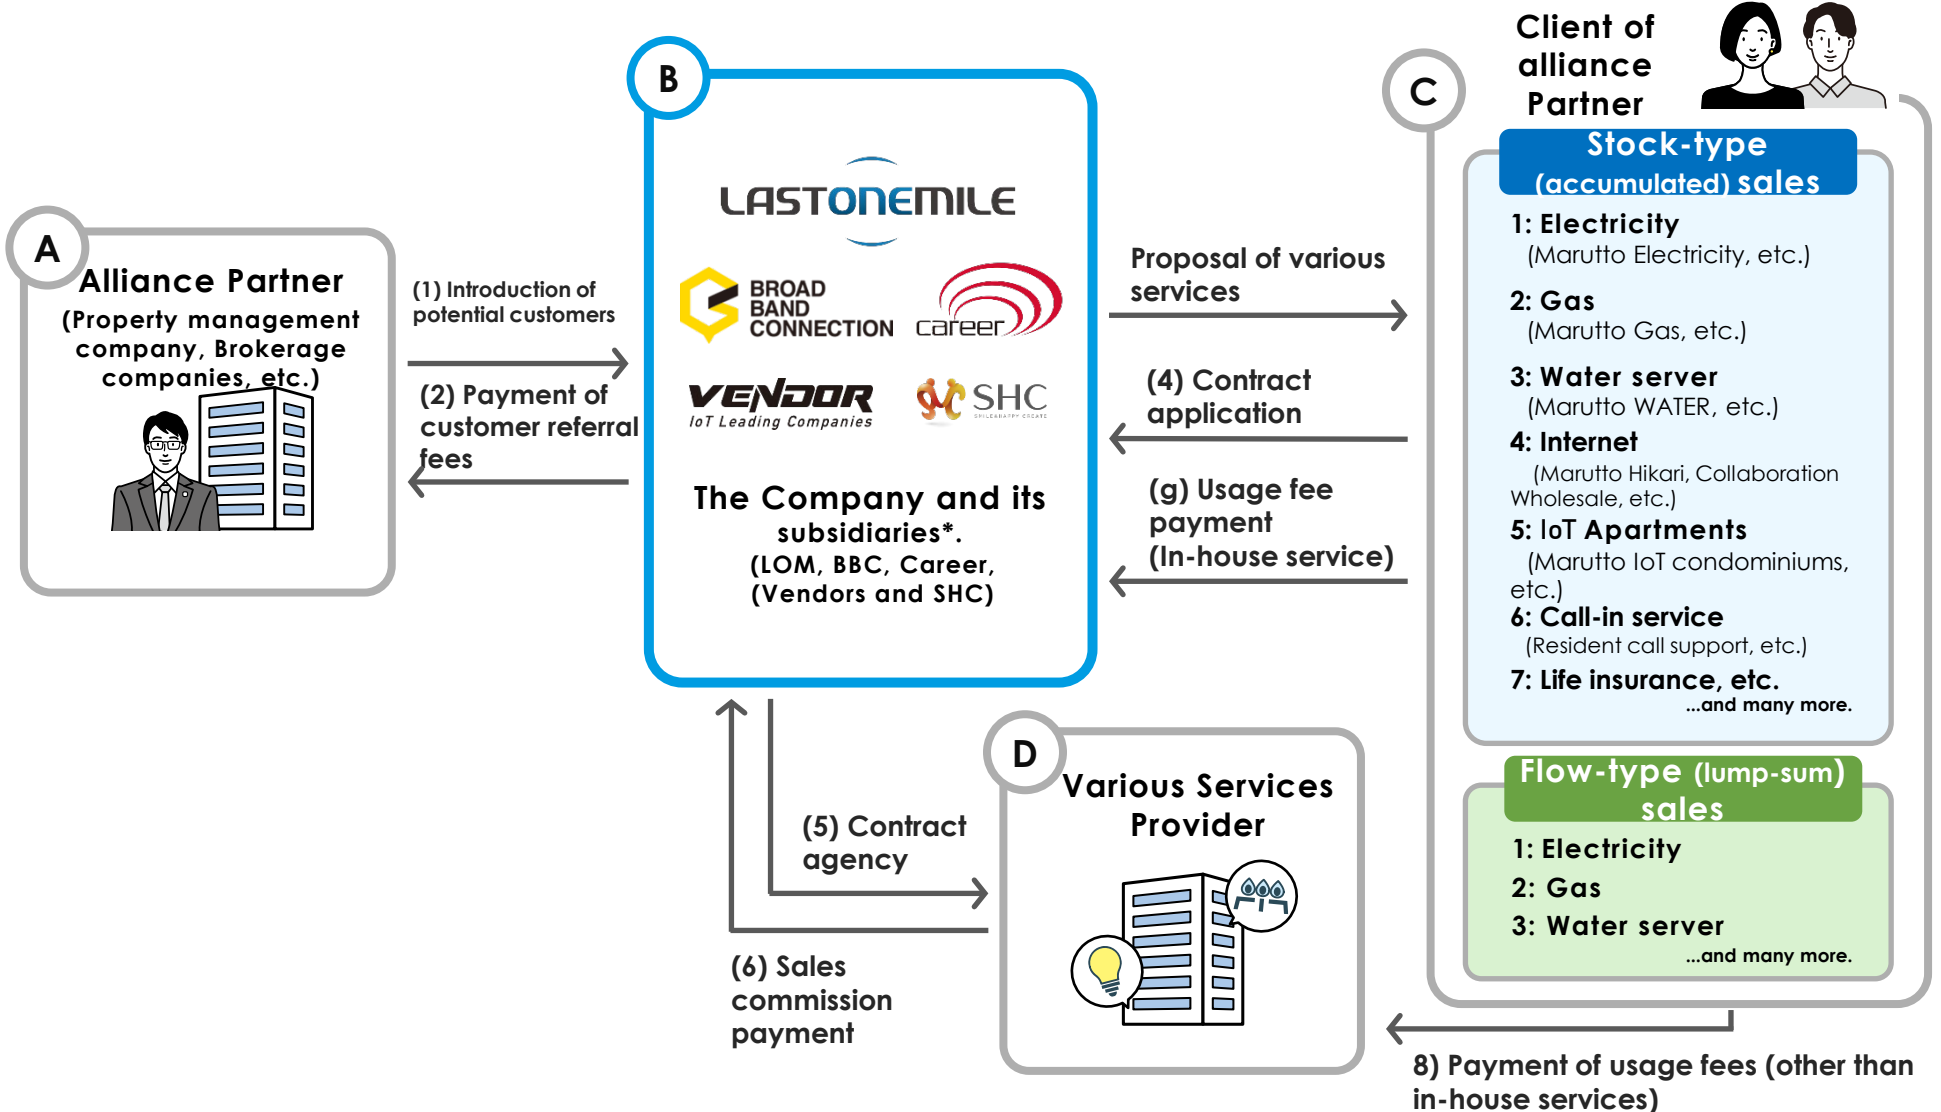 A
Alliance Partner
(Property management
company, Brokerage
companies, etc.)
(1) Introduction of
potential customers
(2) Payment of
customer referral
fees
B
LASTONEMILE
BROAD
BAND
CONNECTION
career
VENDOR
IoT Leading Companies
SHC
SMILE&HAPPY CREATE
The Company and its
subsidiaries*.
(LOM, BBC, Career,
(Vendors and SHC)
Proposal of various
services
(4) Contract
application
(g) Usage fee
payment
(In-house service)
C
Client of
alliance
Partner
Stock-type
(accumulated) sales
1: Electricity
(Marutto Electricity, etc.)
2: Gas
(Marutto Gas, etc.)
3: Water server
(Marutto WATER, etc.)
4: Internet
(Marutto Hikari, Collaboration
Wholesale, etc.)
5: IoT Apartments
(Marutto IoT condominiums,
etc.)
6: Call-in service
(Resident call support, etc.)
7: Life insurance, etc.
...and many more.
Flow-type (lump-sum)
sales
1: Electricity
2: Gas
3: Water server
...and many more.
(5) Contract
agency
(6) Sales
commission
payment
D
Various Services
Provider
8) Payment of usage fees (other than
in-house services)